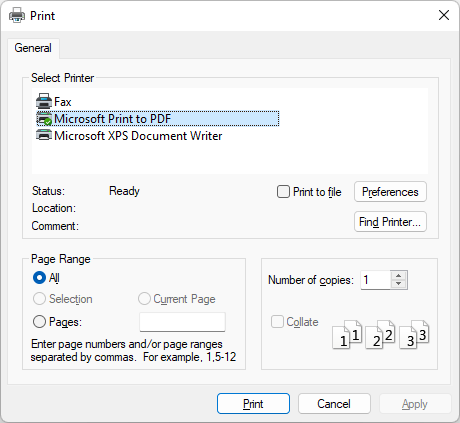 Print
General
Select Printer
Fax
Microsoft Print to PDF
Microsoft XPS Document Writer
Status: Ready
Print to file
Preferences
Location:
Comment:
Find Printer...
Page Range
All
Selection
Current Page
Pages:
Enter page numbers and/or page ranges
separated by commas. For example, 1,5-12
Number of copies: 1
Collate
1 1 2 2 3 3
Print
Cancel
Apply